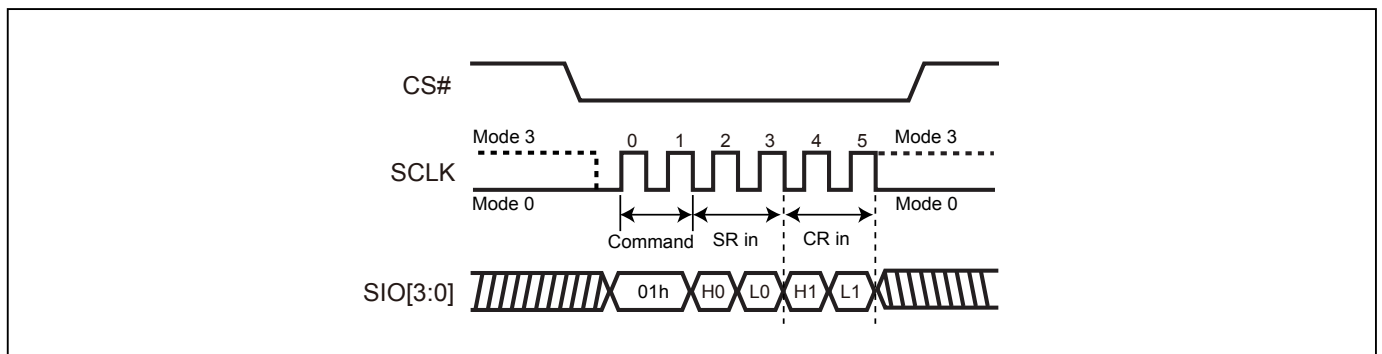 CS#
Mode 3 0 1 2 3 4 5 Mode 3
SCLK
Mode 0 Mode 0
Command SR in CR in
SIO[3:0] 01h H0 L0 H1 L1